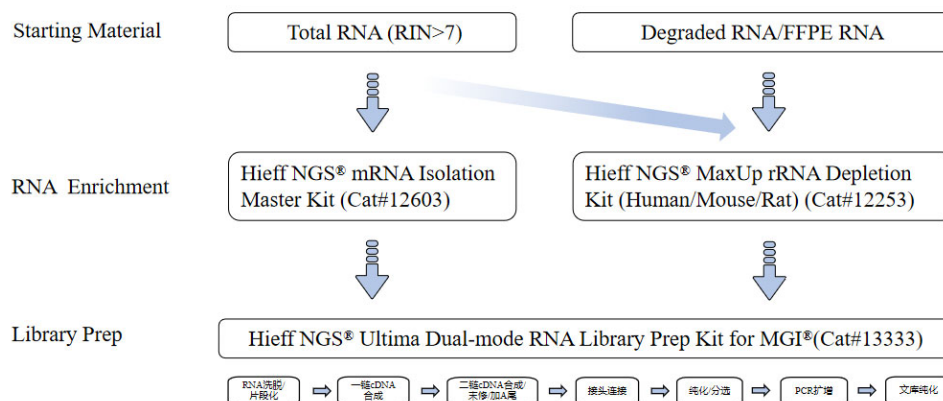 Starting Material
Total RNA (RIN>7)
Degraded RNA/FFPE RNA
RNA Enrichment
Hieff NGS® mRNA Isolation
Master Kit (Cat#12603)
Hieff NGS® MaxUp rRNA Depletion
Kit (Human/Mouse/Rat) (Cat#12253)
Library Prep
Hieff NGS® Ultima Dual-mode RNA Library Prep Kit for MGI®(Cat#13333)
RNA洗脱/
片段化
一链cDNA
合成
二链cDNA合成/
末修/加A尾
接头连接
纯化/分选
PCR扩增
文库纯化